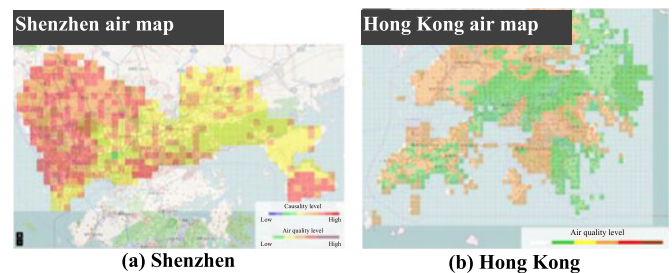 Shenzhen air map
Hong Kong air map
Causality level
Low
High
Air quality level
Low
High
Air quality level
(a) Shenzhen
(b) Hong Kong